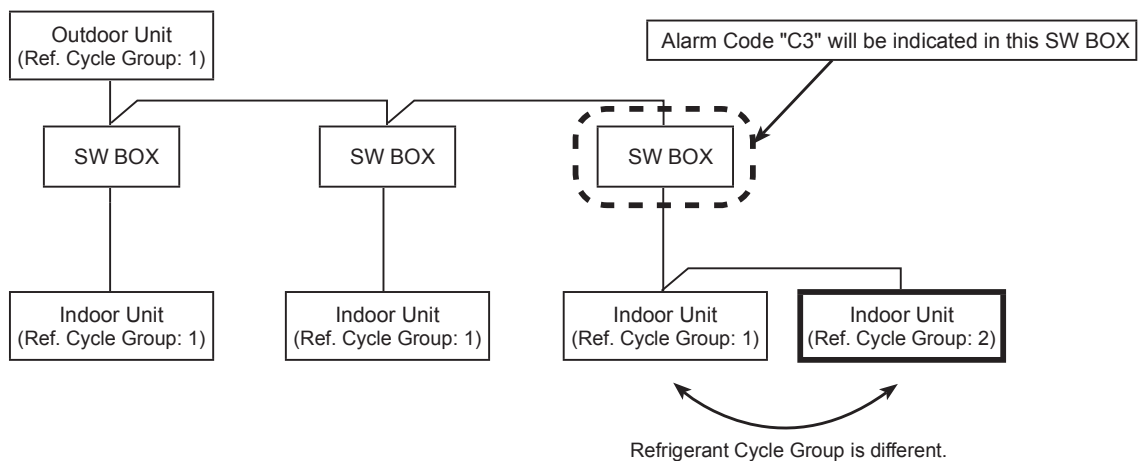 Outdoor Unit
(Ref. Cycle Group: 1)
Alarm Code "C3" will be indicated in this SW BOX
SW BOX
SW BOX
SW BOX
Indoor Unit
(Ref. Cycle Group: 1)
Indoor Unit
(Ref. Cycle Group: 1)
Indoor Unit
(Ref. Cycle Group: 1)
Indoor Unit
(Ref. Cycle Group: 2)
Refrigerant Cycle Group is different.